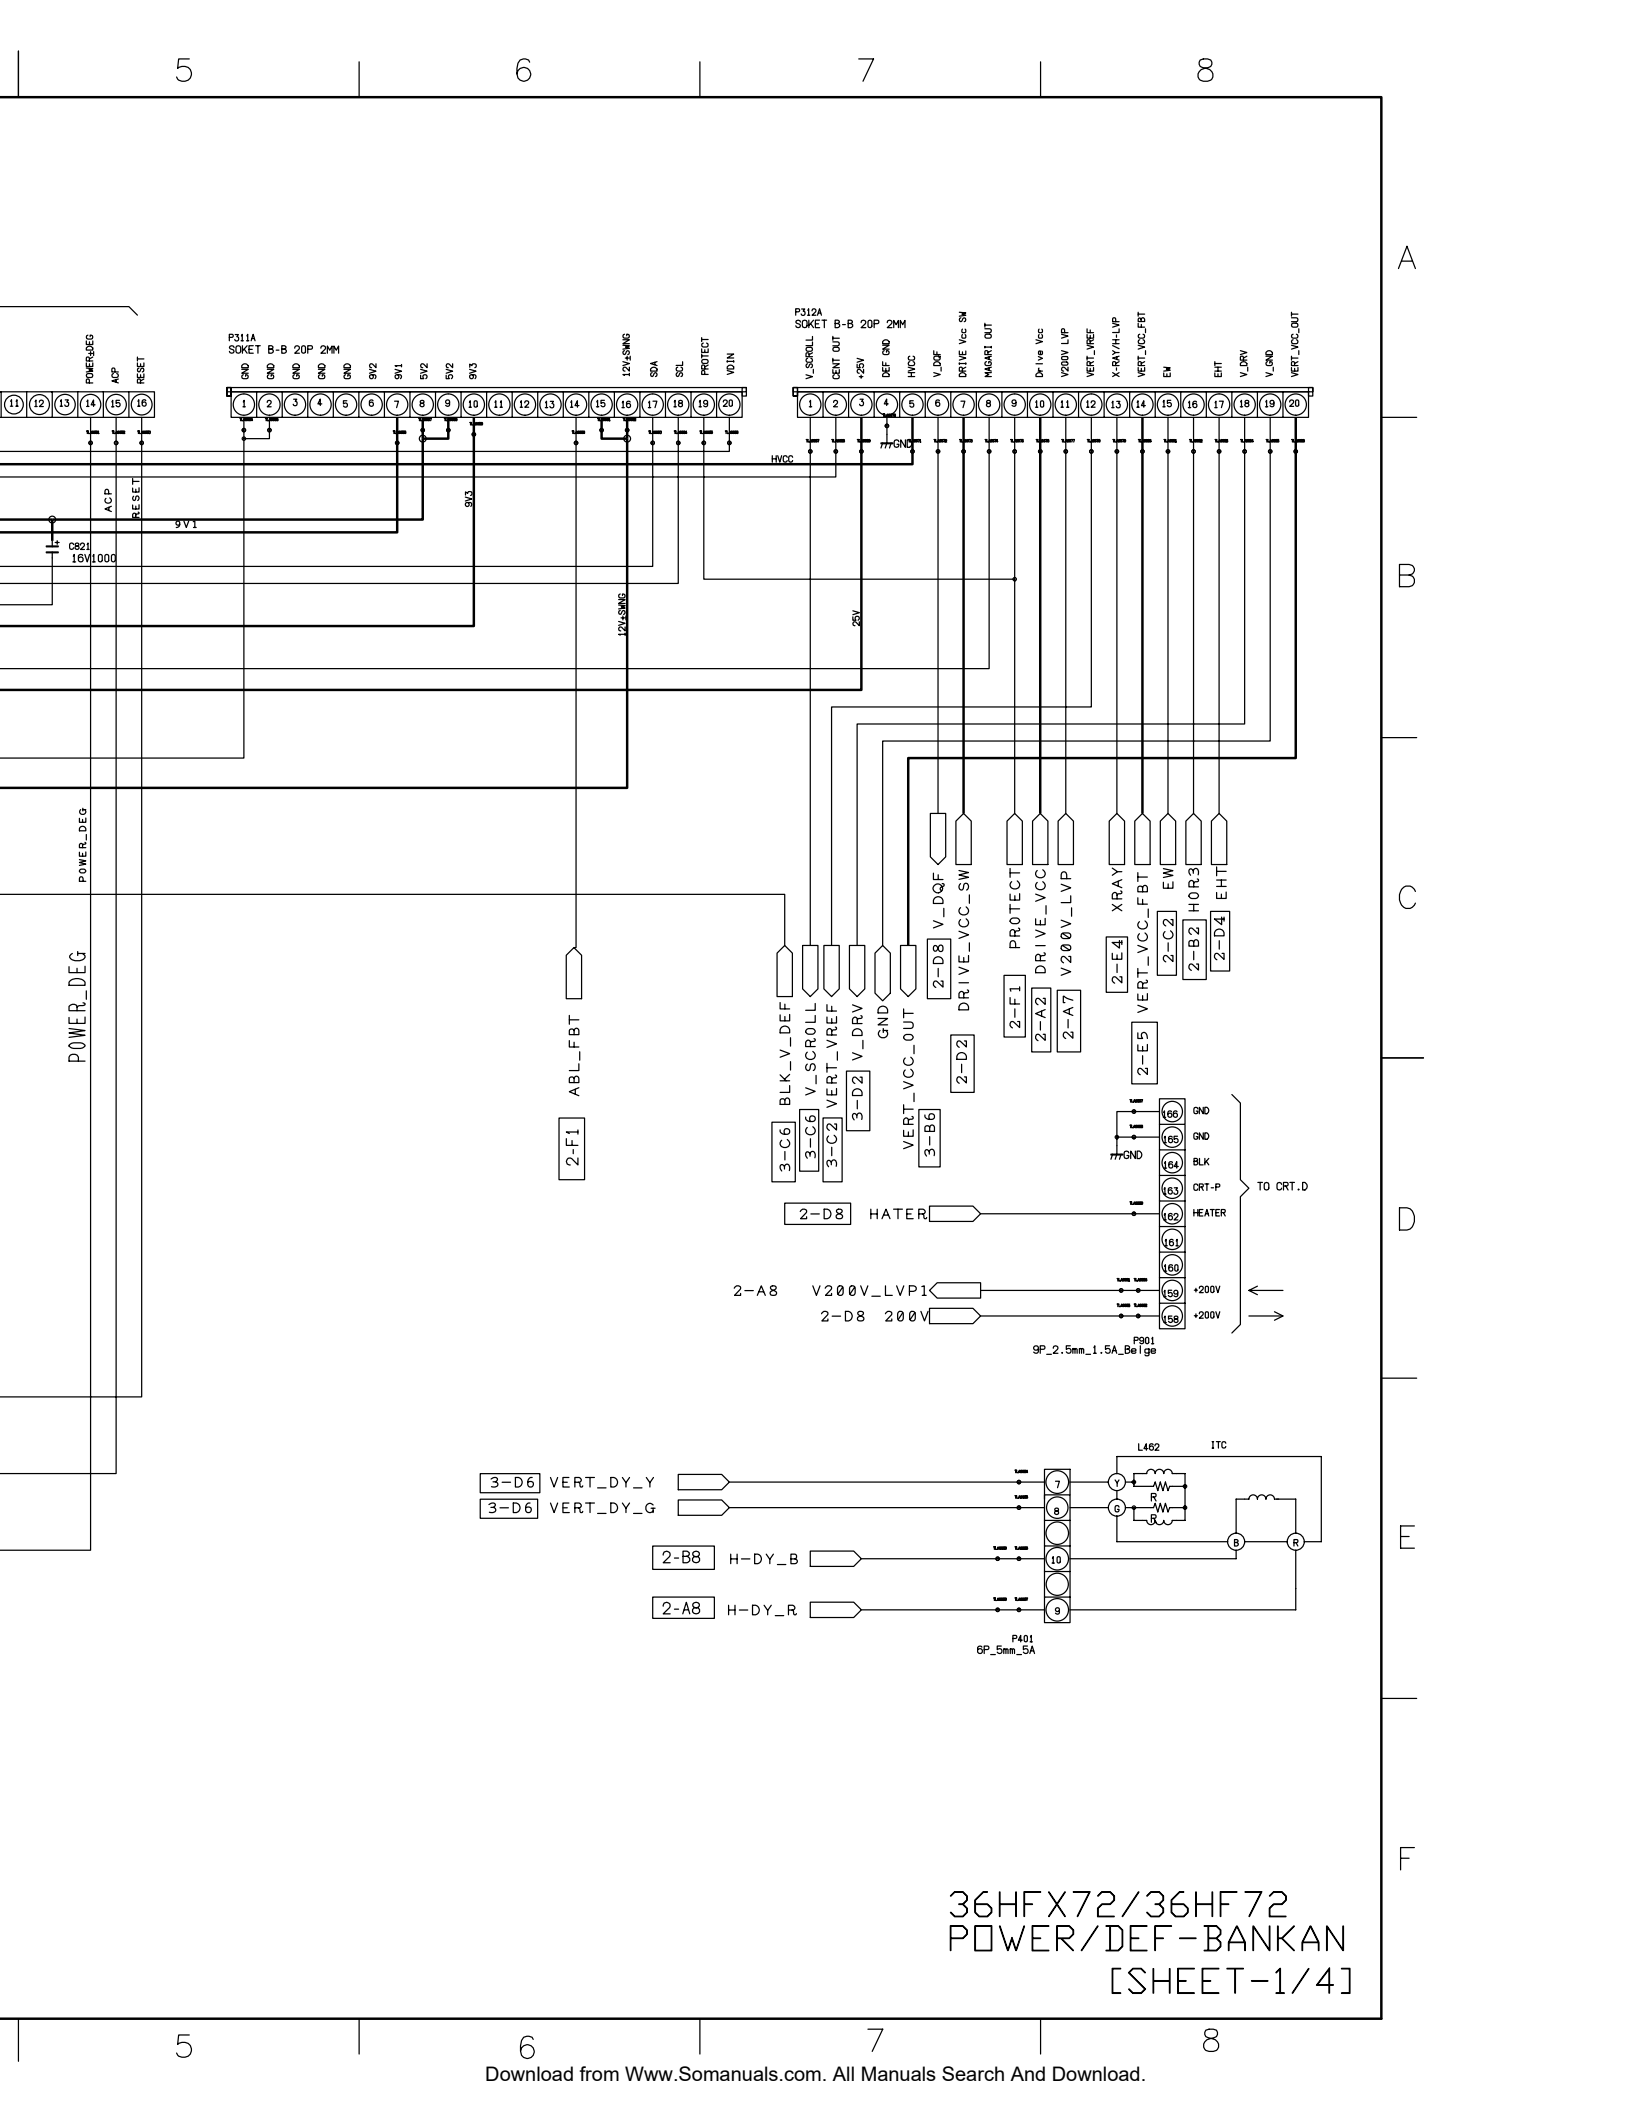 5 6 7 8
A
P312A
SOKET B-B 20P 2MM
V_SCROLL
CENT OUT
+25V
DEF GND
HVCC
V_DQF
DRIVE Vcc SW
MAGARI OUT
Drive Vcc
V200V LVP
VERT_VREF
X-RAY/H-LVP
VERT_VCC_FBT
EW
EHT
V_DRV
V_GND
VERT_VCC_OUT
P311A
SOKET B-B 20P 2MM
GND
GND
GND
GND
GND
9V2
9V1
5V2
5V2
9V3
12V±SWNG
SDA
SCL
PROTECT
VDIN
POWER±DEG
ACP
RESET
11 12 13 14 15 16
1 2 3 4 5 6 7 8 9 10 11 12 13 14 15 16 17 18 19 20
1 2 3 4 5 6 7 8 9 10 11 12 13 14 15 16 17 18 19 20
GND
HVCC
ACP
RESET
9V3
9V1
C821
16V1000
B
12V±SWNG
25V
POWER_DEG
POWER_DEG
C
V_DQF
2-D8
DRIVE_VCC_SW
2-D2
PROTECT
2-F1
DRIVE_VCC
2-A2
V200V_LVP
2-A7
XRAY
2-E4
VERT_VCC_FBT
2-E5
EW
2-C2
HOR3
2-B2
EHT
2-D4
ABL_FBT
2-F1
BLK_V_DEF
3-C6
V_SCROLL
3-C6
VERT_VREF
3-C2
V_DRV
3-D2
GND
VERT_VCC_OUT
3-B6
166 GND
165 GND
GND
164 BLK
163 CRT-P
TO CRT.D
2-D8 HATER 162 HEATER
D
161
160
2-A8 V200V_LVP1 159 +200V
2-D8 200V 158 +200V
P901
9P_2.5mm_1.5A_Beige
L462 ITC
3-D6 VERT_DY_Y 7 Y
R
3-D6 VERT_DY_G 8 G
R
E
B R
2-B8 H-DY_B 10
2-A8 H-DY_R 9
P401
6P_5mm_5A
F
36HFX72/36HF72
POWER/DEF-BANKAN
[SHEET-1/4]
5 6 7 8
Download from Www.Somanuals.com. All Manuals Search And Download.